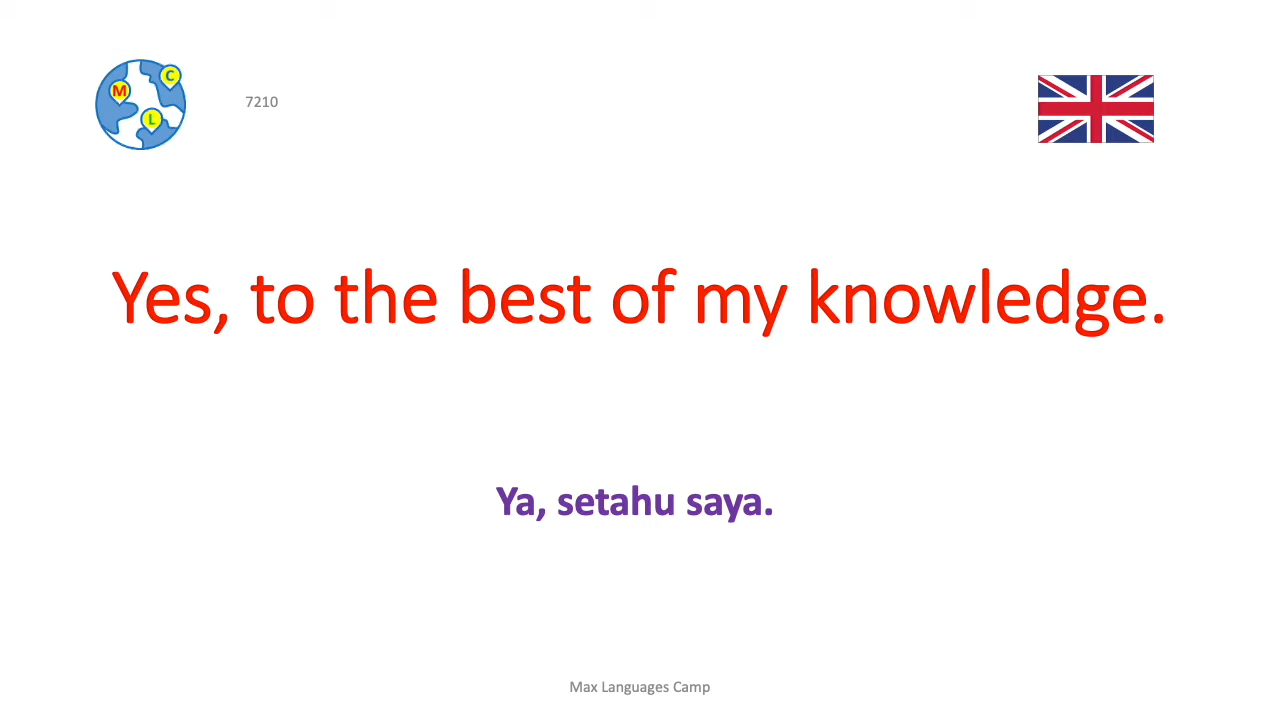 M
C
L
7210
Yes, to the best of my knowledge.
Ya, setahu saya.
Max Languages Camp